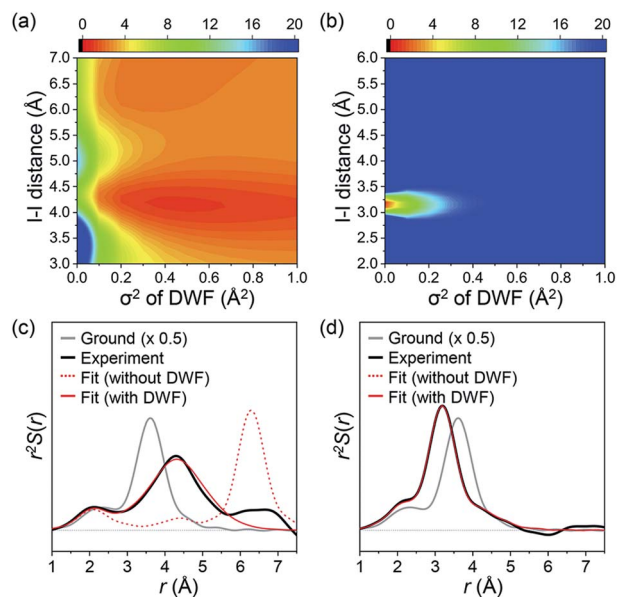 (a)
0 4 8 12 16 20
7.0
6.5
6.0
5.5
5.0
4.5
4.0
3.5
3.0
I–I distance (Å)
0.0 0.2 0.4 0.6 0.8 1.0
σ² of DWF (Å²)
(b)
0 4 8 12 16 20
6.0
5.5
5.0
4.5
4.0
3.5
3.0
2.5
2.0
I–I distance (Å)
0.0 0.2 0.4 0.6 0.8 1.0
σ² of DWF (Å²)
(c)
Ground (x 0.5)
Experiment
Fit (without DWF)
Fit (with DWF)
r²S(r)
1 2 3 4 5 6 7
r (Å)
(d)
Ground (x 0.5)
Experiment
Fit (without DWF)
Fit (with DWF)
r²S(r)
1 2 3 4 5 6 7
r (Å)